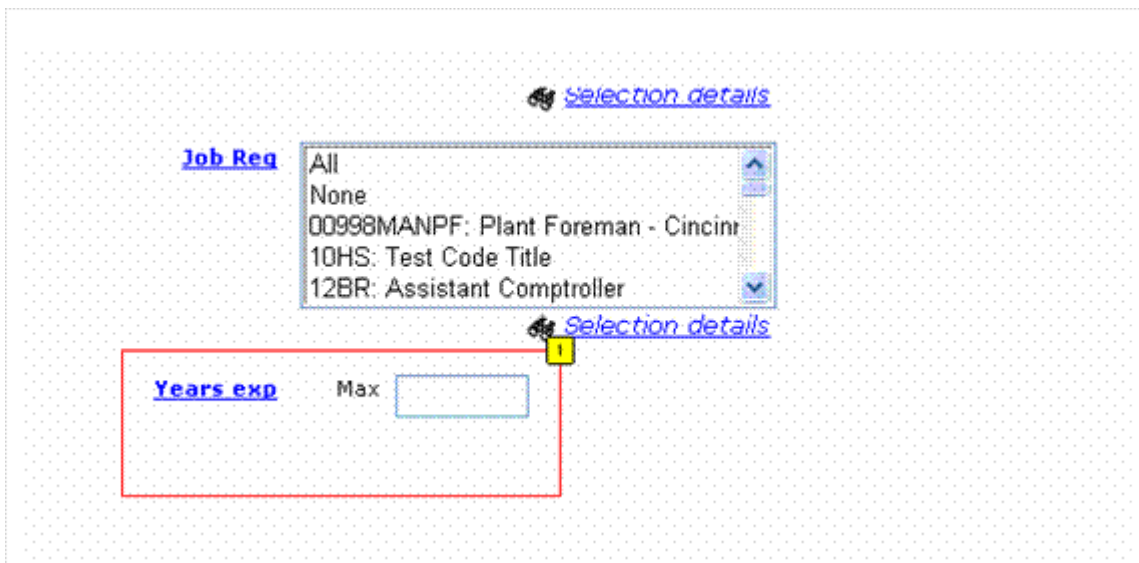 Selection details
Job Req
All
None
00998MANPF: Plant Foreman - Cincinn
10HS: Test Code Title
12BR: Assistant Comptroller
Selection details
1
Years exp Max